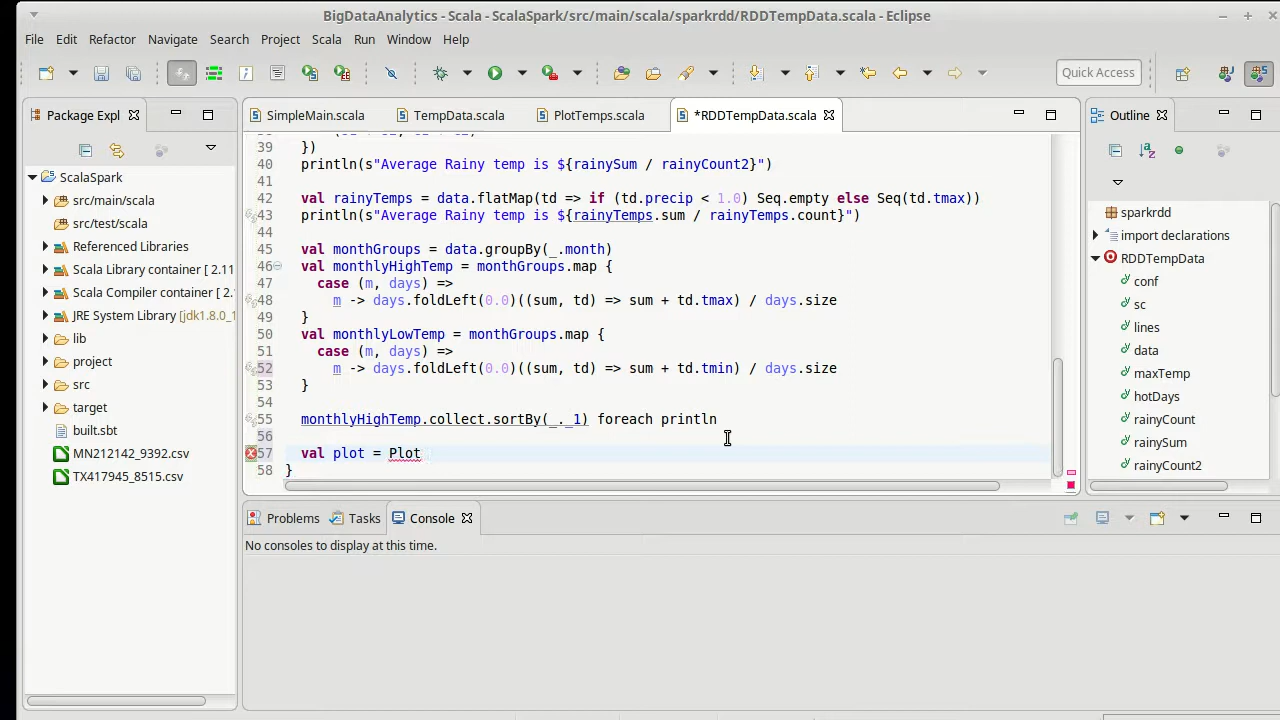 BigDataAnalytics - Scala - ScalaSpark/src/main/scala/sparkrdd/RDDTempData.scala - Eclipse
File Edit Refactor Navigate Search Project Scala Run Window Help
Quick Access
Package Expl
ScalaSpark
src/main/scala
src/test/scala
Referenced Libraries
Scala Library container [ 2.11
Scala Compiler container [ 2.
JRE System Library [jdk1.8.0_1
lib
project
src
target
built.sbt
MN212142_9392.csv
TX417945_8515.csv
SimpleMain.scala TempData.scala PlotTemps.scala *RDDTempData.scala
39 })
40 println(s"Average Rainy temp is ${rainySum / rainyCount2}")
41
42 val rainyTemps = data.flatMap(td => if (td.precip < 1.0) Seq.empty else Seq(td.tmax))
43 println(s"Average Rainy temp is ${rainyTemps.sum / rainyTemps.count}")
44
45 val monthGroups = data.groupBy(_.month)
46 val monthlyHighTemp = monthGroups.map {
47 case (m, days) =>
48 m -> days.foldLeft(0.0)((sum, td) => sum + td.tmax) / days.size
49 }
50 val monthlyLowTemp = monthGroups.map {
51 case (m, days) =>
52 m -> days.foldLeft(0.0)((sum, td) => sum + td.tmin) / days.size
53 }
54
55 monthlyHighTemp.collect.sortBy(_._1) foreach println
56
57 val plot = Plot
58 }
Outline
sparkrdd
import declarations
RDDTempData
conf
sc
lines
data
maxTemp
hotDays
rainyCount
rainySum
rainyCount2
Problems Tasks Console
No consoles to display at this time.